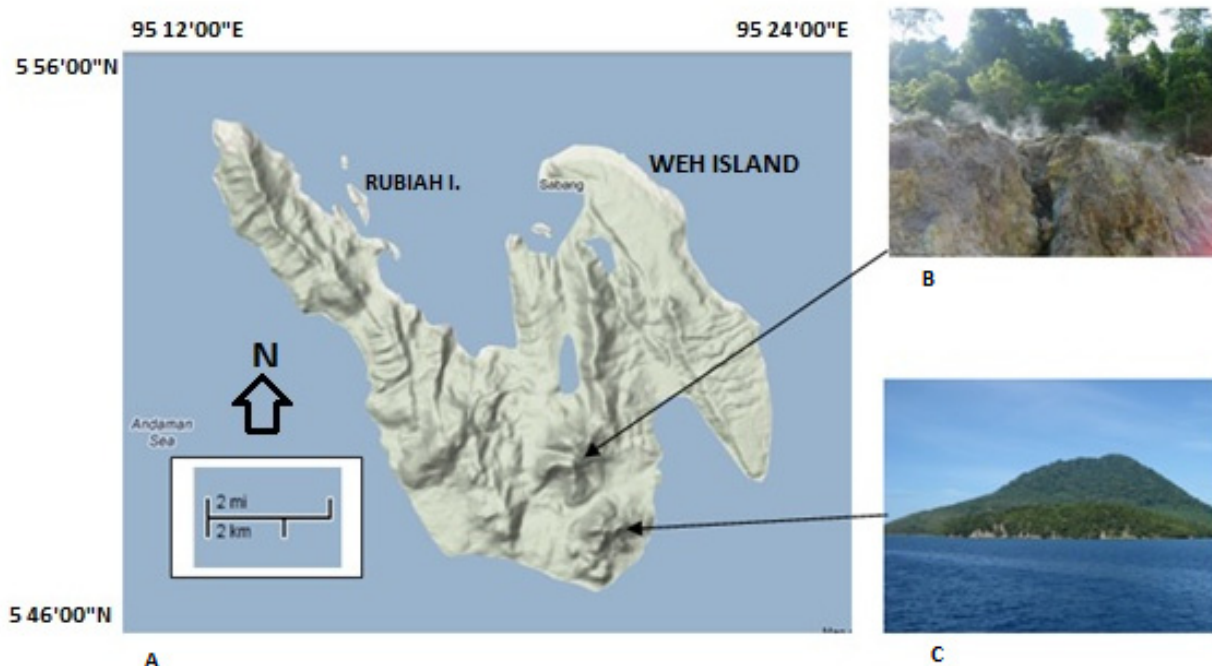 95 12'00"E
95 24'00"E
5 56'00"N
RUBIAH I.
WEH ISLAND
Sabang
B
N
Andaman
Sea
2 mi
2 km
5 46'00"N
A
C